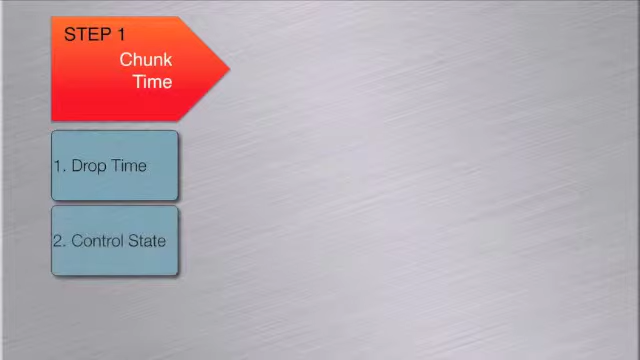 STEP 1
Chunk
Time
1. Drop Time
2. Control State